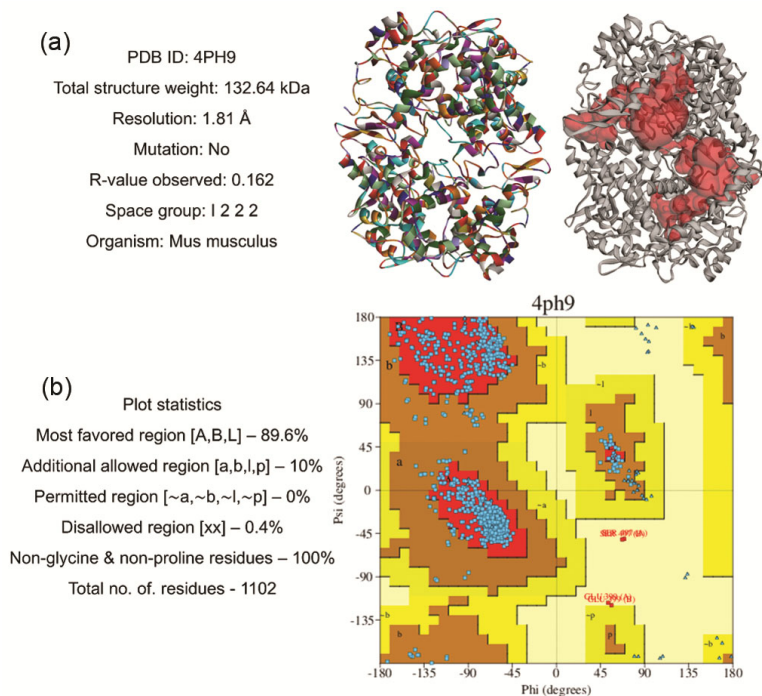 (a)
PDB ID: 4PH9
Total structure weight: 132.64 kDa
Resolution: 1.81 Å
Mutation: No
R-value observed: 0.162
Space group: I 2 2 2
Organism: Mus musculus
(b)
Plot statistics
Most favored region [A,B,L] – 89.6%
Additional allowed region [a,b,l,p] – 10%
Permitted region [~a,~b,~l,~p] – 0%
Disallowed region [xx] – 0.4%
Non-glycine & non-proline residues – 100%
Total no. of residues - 1102
4ph9
Psi (degrees)
180
135
90
45
0
-45
-90
-135
b
~b
b
~l
l
a
~a
~b
~p
b
p
~b
-180
-135
-90
-45
0
45
90
135
180
Phi (degrees)